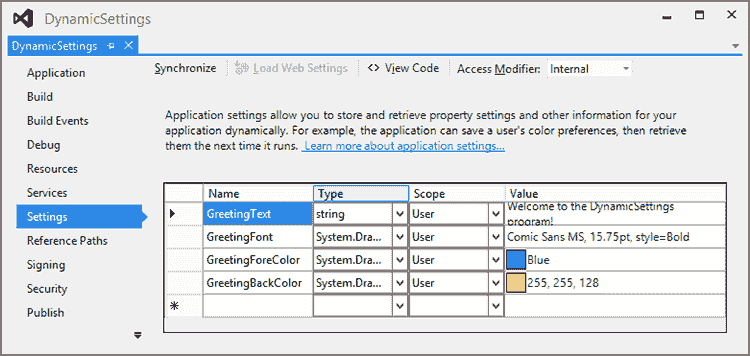 DynamicSettings
DynamicSettings
Application
Build
Build Events
Debug
Resources
Services
Settings
Reference Paths
Signing
Security
Publish
Synchronize Load Web Settings <> View Code Access Modifier: Internal
Application settings allow you to store and retrieve property settings and other information for your
application dynamically. For example, the application can save a user's color preferences, then retrieve
them the next time it runs. Learn more about application settings...
Name Type Scope Value
GreetingText string User Welcome to the DynamicSettings
program!
GreetingFont System.Dra... User Comic Sans MS, 15.75pt, style=Bold
GreetingForeColor System.Dra... User Blue
GreetingBackColor System.Dra... User 255, 255, 128